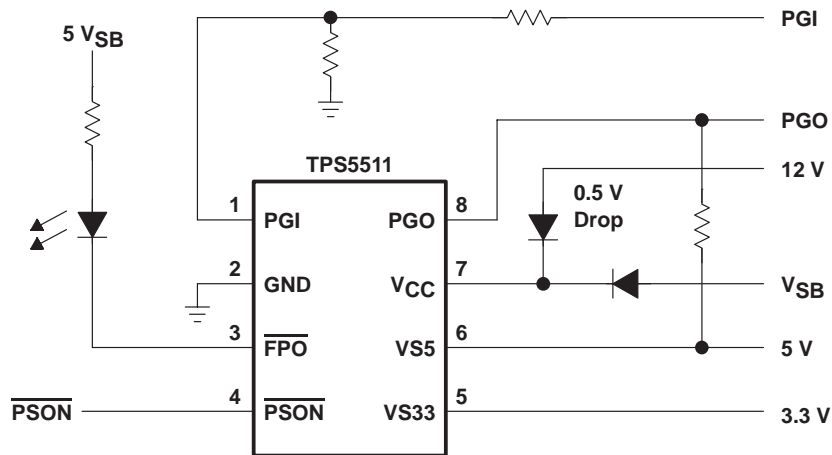 PGI
5 VSB
PGO
TPS5511
12 V
0.5 V
Drop
1
PGI
PGO
8
2
GND
VCC
7
VSB
3
FPO
VS5
6
5 V
PSON
4
PSON
VS33
5
3.3 V